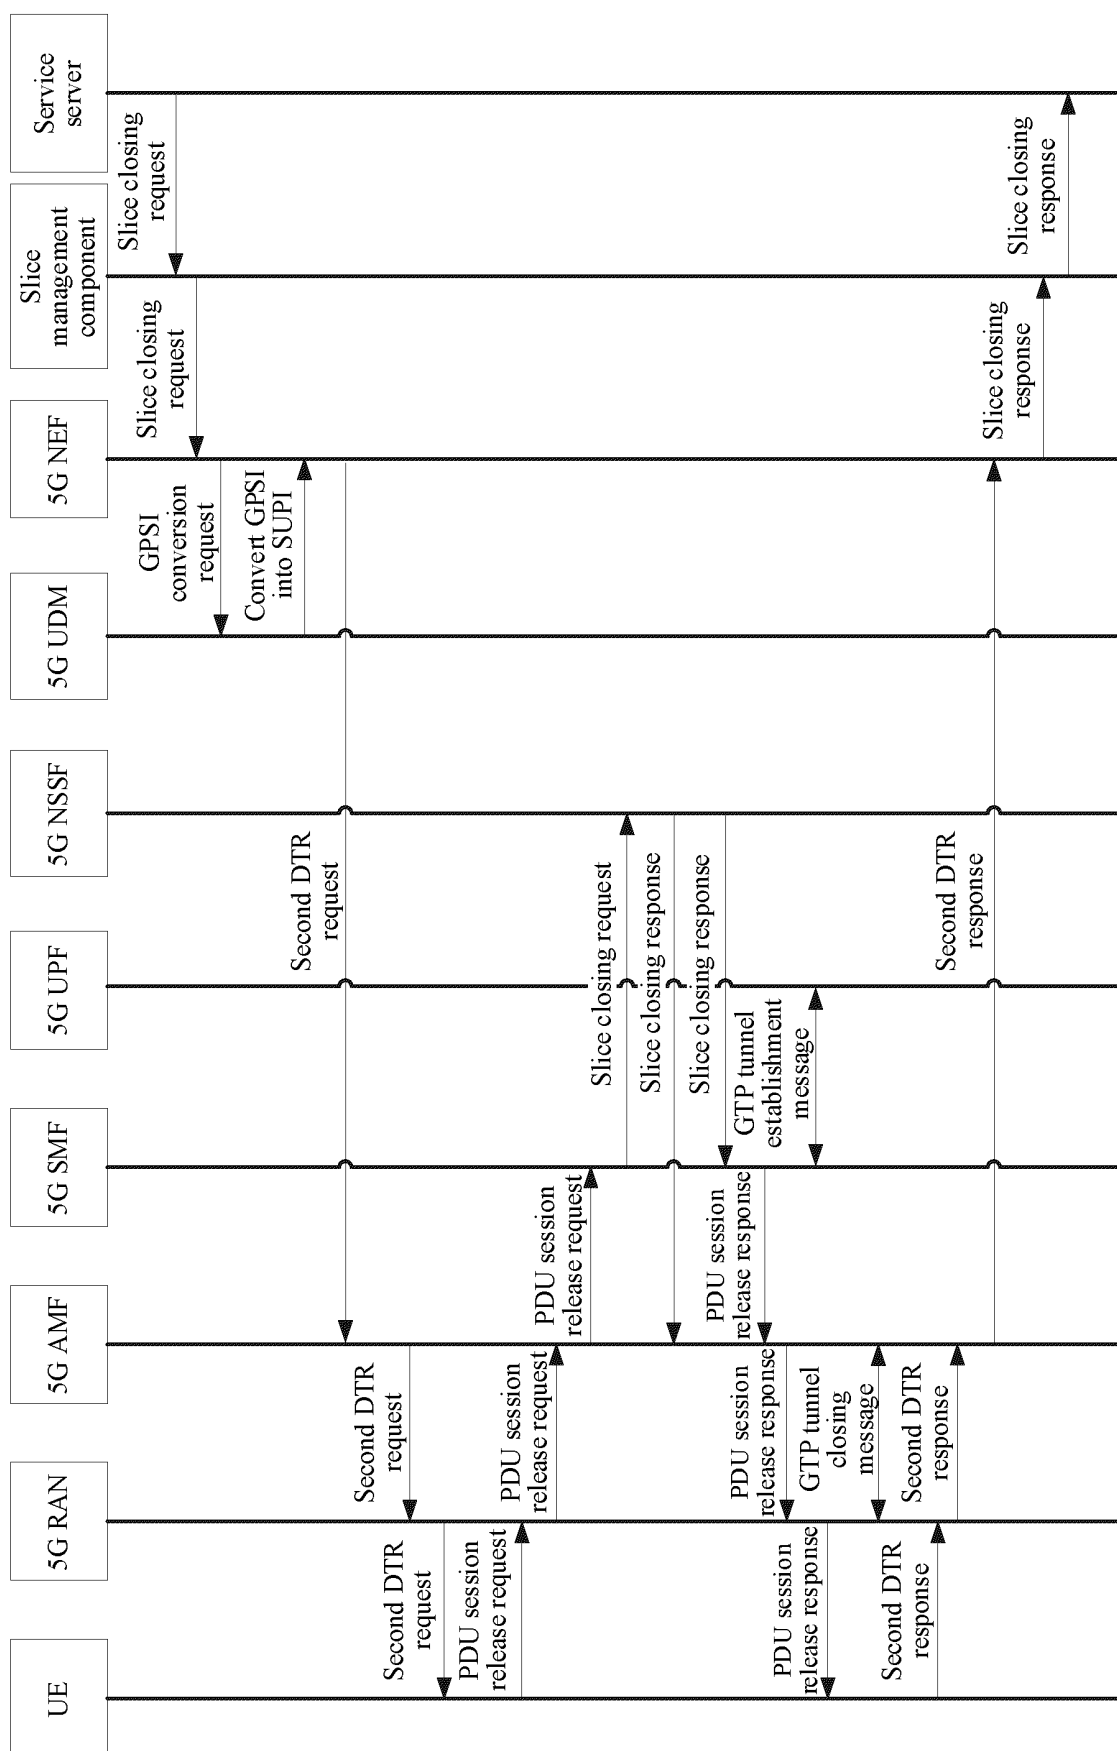 UE
5G RAN
5G AMF
5G SMF
5G UPF
5G NSSF
5G UDM
5G NEF
Slice
management
component
Service
server
Slice closing
request
Slice closing
request
GPSI
conversion
request
Convert GPSI
into SUPI
Second DTR
request
Second DTR
request
Second DTR
request
PDU session
release request
PDU session
release request
PDU session
release request
Slice closing request
Slice closing response
Slice closing response
PDU session
release response
PDU session
release response
GTP tunnel
establishment
message
PDU session
release response
GTP tunnel
closing
message
Second DTR
response
Second DTR
response
Second DTR
response
Slice closing
response
Slice closing
response